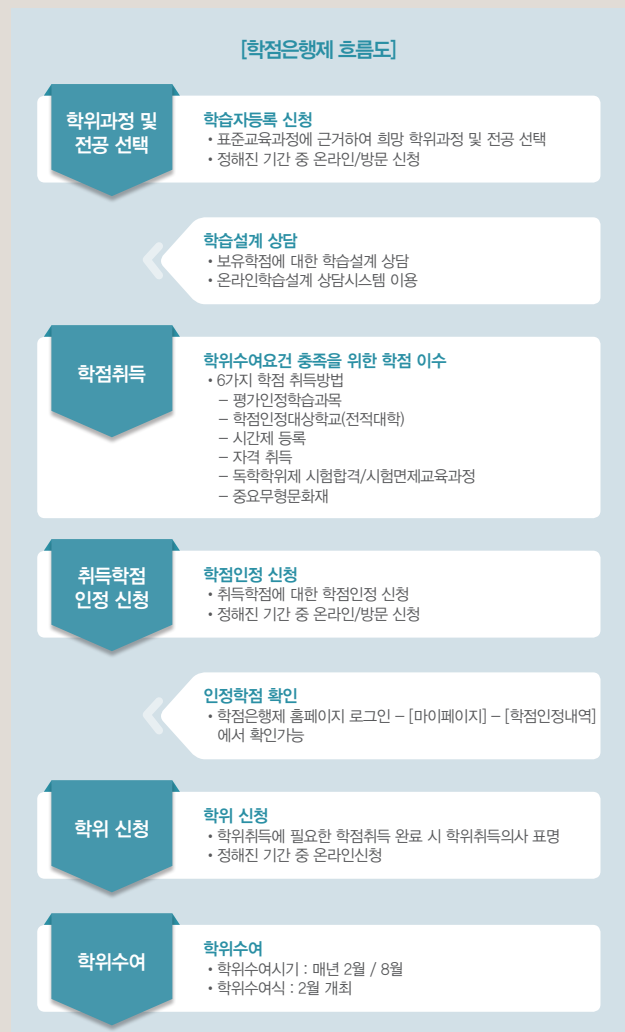 [학점은행제 흐름도]
학위과정 및
전공 선택
학습자등록 신청
• 표준교육과정에 근거하여 희망 학위과정 및 전공 선택
• 정해진 기간 중 온라인/방문 신청
학습설계 상담
• 보유학점에 대한 학습설계 상담
• 온라인학습설계 상담시스템 이용
학점취득
학위수여요건 충족을 위한 학점 이수
• 6가지 학점 취득방법
– 평가인정학습과목
– 학점인정대상학교(전적대학)
– 시간제 등록
– 자격 취득
– 독학학위제 시험합격/시험면제교육과정
– 중요무형문화재
취득학점
인정 신청
학점인정 신청
• 취득학점에 대한 학점인정 신청
• 정해진 기간 중 온라인/방문 신청
인정학점 확인
• 학점은행제 홈페이지 로그인 – [마이페이지] – [학점인정내역]
에서 확인가능
학위 신청
학위 신청
• 학위취득에 필요한 학점취득 완료 시 학위취득의사 표명
• 정해진 기간 중 온라인신청
학위수여
학위수여
• 학위수여시기 : 매년 2월 / 8월
• 학위수여식 : 2월 개최